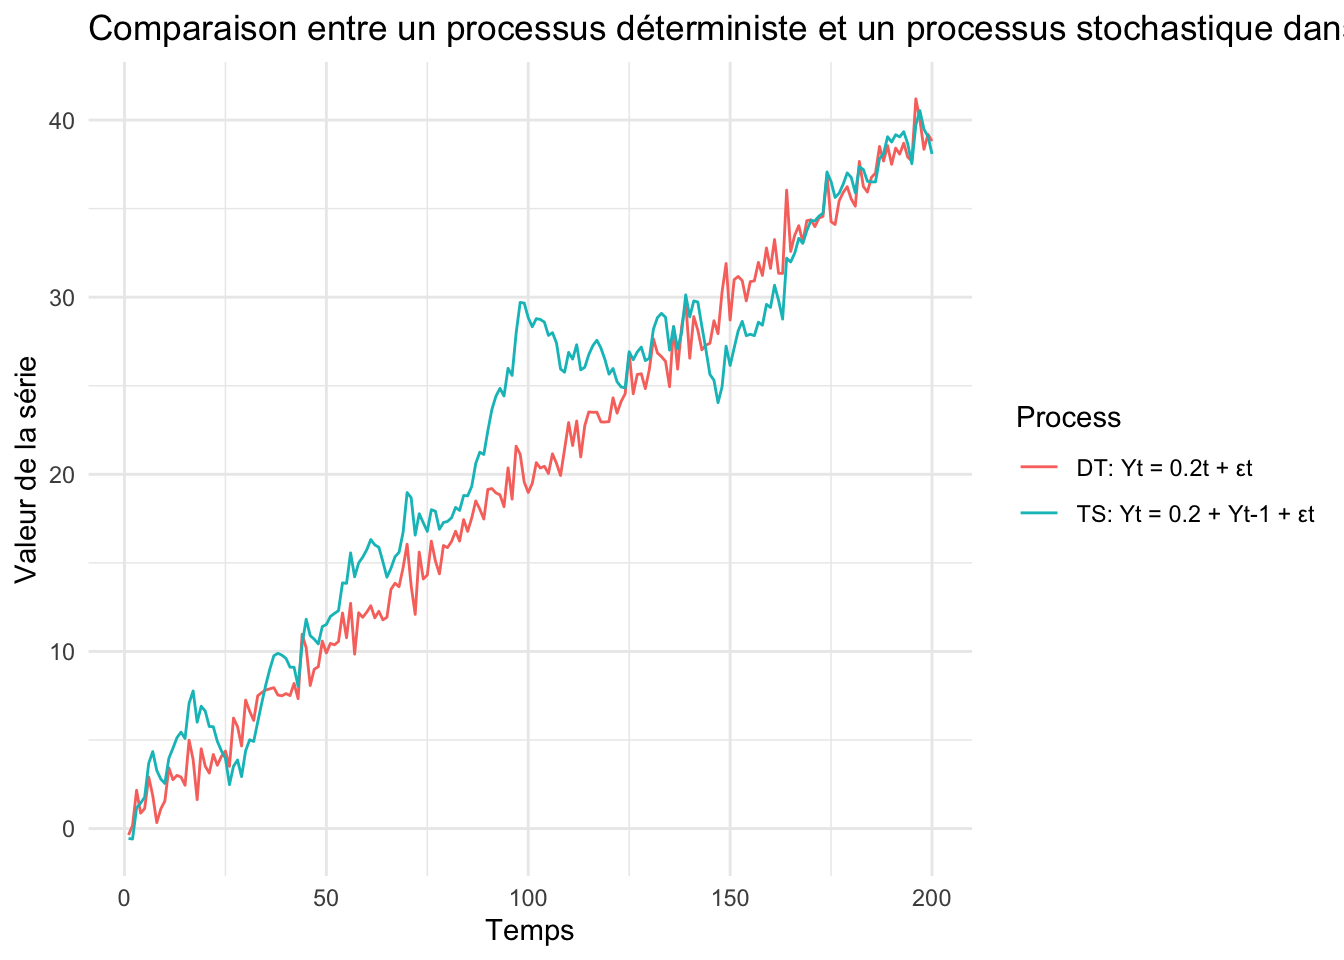 Comparaison entre un processus déterministe et un processus stochastique dans
Valeur de la série
40
30
20
10
0
0 50 100 150 200
Temps
Process
DT: Yt = 0.2t + εt
TS: Yt = 0.2 + Yt-1 + εt